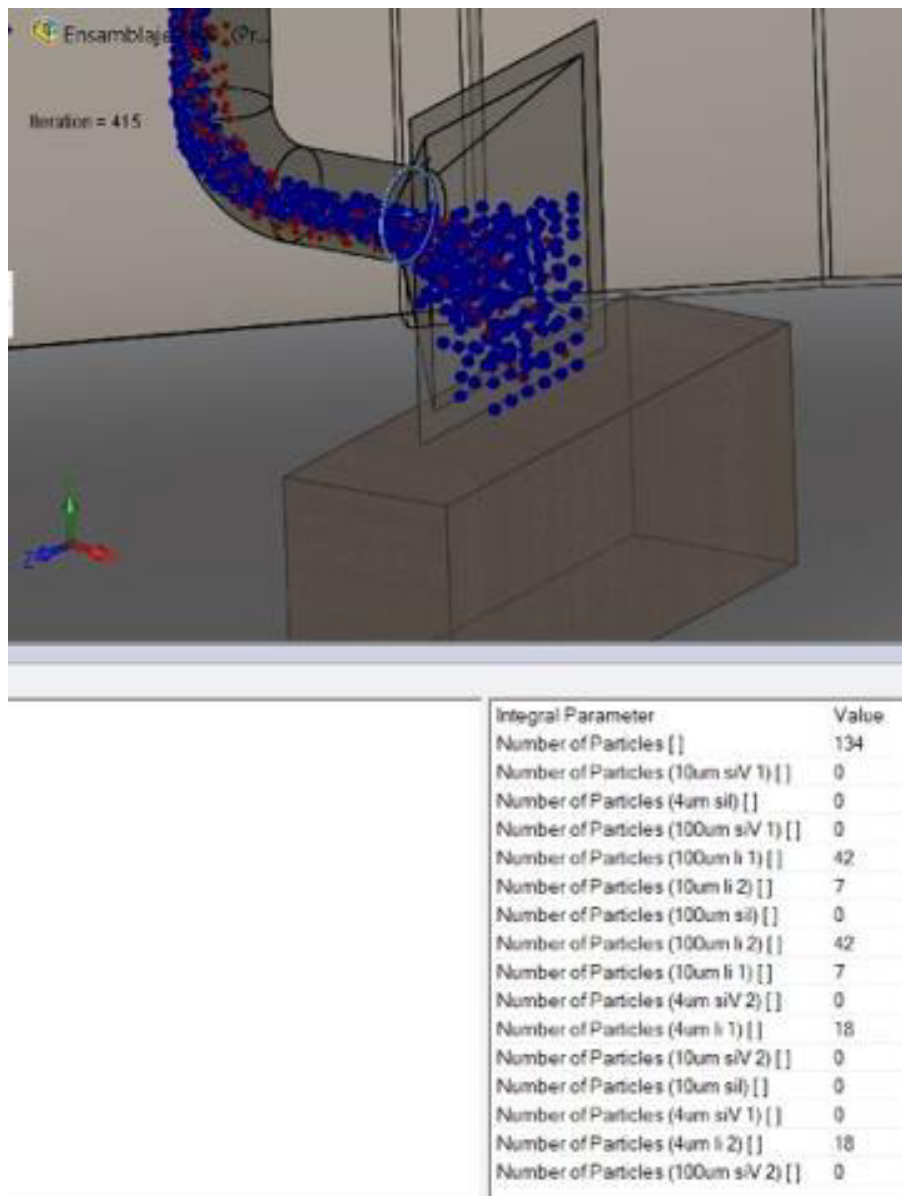 Ensamblaje (Pr...
Iteration = 415
Z
Integral Parameter Value
Number of Particles [ ] 134
Number of Particles (10um siV 1) [ ] 0
Number of Particles (4um sil) [ ] 0
Number of Particles (100um siV 1) [ ] 0
Number of Particles (100um li 1) [ ] 42
Number of Particles (10um li 2) [ ] 7
Number of Particles (100um sil) [ ] 0
Number of Particles (100um li 2) [ ] 42
Number of Particles (10um li 1) [ ] 7
Number of Particles (4um siV 2) [ ] 0
Number of Particles (4um li 1) [ ] 18
Number of Particles (10um siV 2) [ ] 0
Number of Particles (10um sil) [ ] 0
Number of Particles (4um siV 1) [ ] 0
Number of Particles (4um li 2) [ ] 18
Number of Particles (100um siV 2) [ ] 0